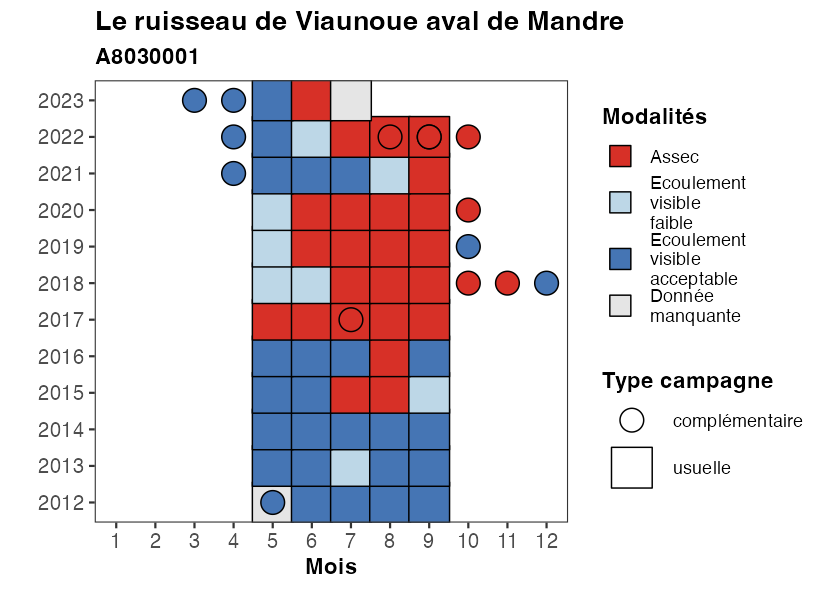 Le ruisseau de Viaunoue aval de Mandre
A8030001
2023
2022
2021
2020
2019
2018
2017
2016
2015
2014
2013
2012
1 2 3 4 5 6 7 8 9 10 11 12
Mois
Modalités
Assec
Ecoulement
visible
faible
Ecoulement
visible
acceptable
Donnée
manquante
Type campagne
complémentaire
usuelle